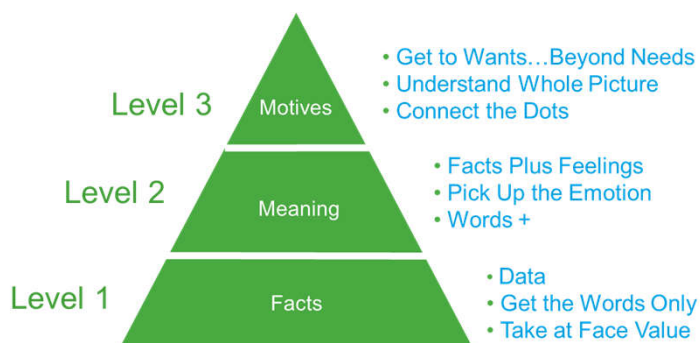 Level 3
Motives
• Get to Wants...Beyond Needs
• Understand Whole Picture
• Connect the Dots
Level 2
Meaning
• Facts Plus Feelings
• Pick Up the Emotion
• Words +
Level 1
Facts
• Data
• Get the Words Only
• Take at Face Value